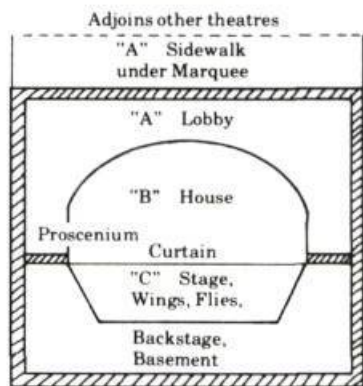 Adjoins other theatres
"A" Sidewalk
under Marquee
"A" Lobby
"B" House
Proscenium
Curtain
"C" Stage,
Wings, Flies,
Backstage,
Basement